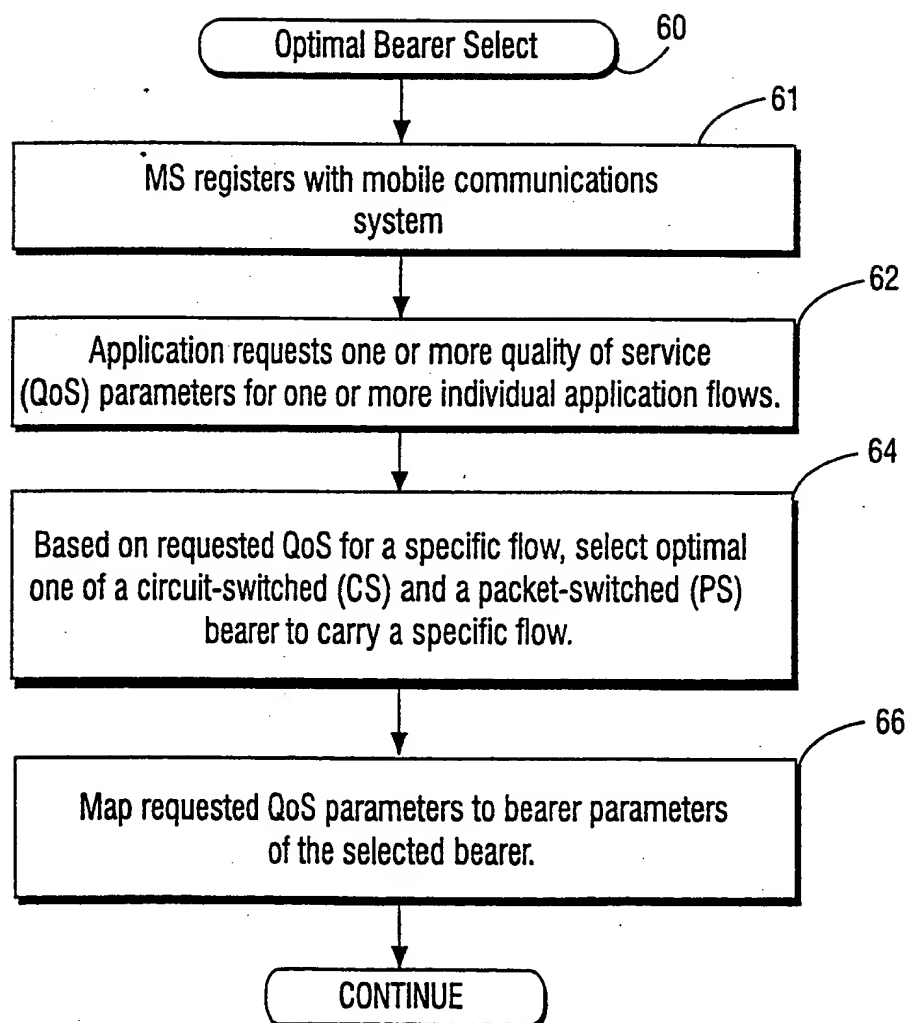 Optimal Bearer Select
60
61
MS registers with mobile communications
system
62
Application requests one or more quality of service
(QoS) parameters for one or more individual application flows.
64
Based on requested QoS for a specific flow, select optimal
one of a circuit-switched (CS) and a packet-switched (PS)
bearer to carry a specific flow.
66
Map requested QoS parameters to bearer parameters
of the selected bearer.
CONTINUE